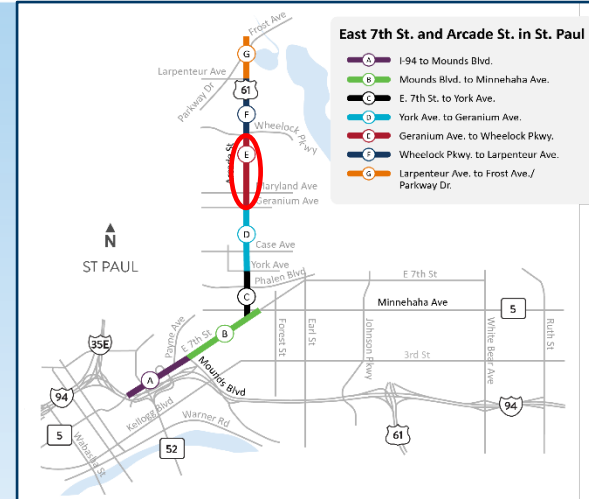 East 7th St. and Arcade St. in St. Paul
A I-94 to Mounds Blvd.
B Mounds Blvd. to Minnehaha Ave.
C E. 7th St. to York Ave.
D York Ave. to Geranium Ave.
E Geranium Ave. to Wheelock Pkwy.
F Wheelock Pkwy. to Larpenteur Ave.
G Larpenteur Ave. to Frost Ave./
Parkway Dr.
Frost Ave
G
Larpenteur Ave
Parkway Dr
61
F
Wheelock Pkwy
Arcade St
E
Maryland Ave
Geranium Ave
N
D
ST PAUL
Case Ave
York Ave
Phalen Blvd
E 7th St
C
Minnehaha Ave
5
Payne Ave
E 7th St
B
Forest St
Earl St
Johnson Pkwy
White Bear Ave
Ruth St
35E
3rd St
A
Mounds Blvd
94
Kellogg Blvd
94
Warner Rd
5
52
61
Wabasha St